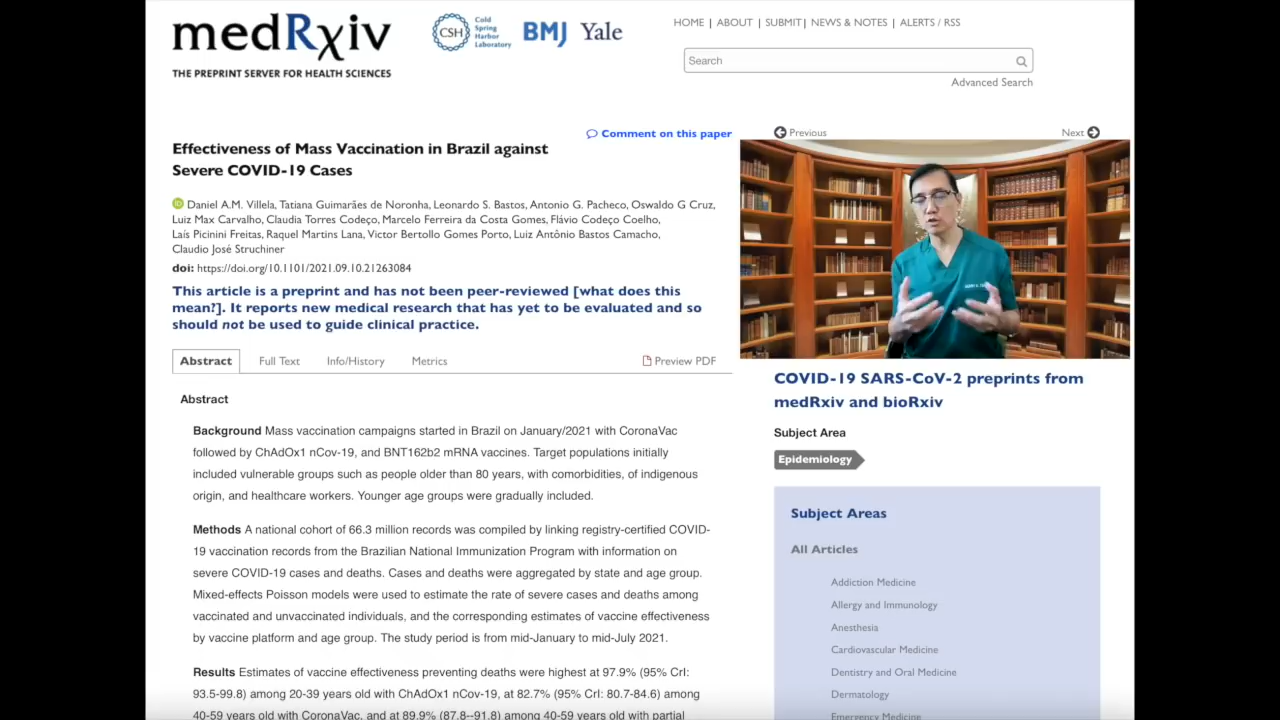 medRxiv
THE PREPRINT SERVER FOR HEALTH SCIENCES
CSH
Cold
Spring
Harbor
Laboratory
BMJ
Yale
HOME | ABOUT | SUBMIT| NEWS & NOTES | ALERTS / RSS
Search
Advanced Search
Comment on this paper
Previous
Next
Effectiveness of Mass Vaccination in Brazil against
Severe COVID-19 Cases
Daniel A.M. Villela, Tatiana Guimarães de Noronha, Leonardo S. Bastos, Antonio G. Pacheco, Oswaldo G Cruz,
Luiz Max Carvalho, Claudia Torres Codeço, Marcelo Ferreira da Costa Gomes, Flávio Codeço Coelho,
Laís Picinini Freitas, Raquel Martins Lana, Victor Bertollo Gomes Porto, Luiz Antônio Bastos Camacho,
Claudio José Struchiner
doi: https://doi.org/10.1101/2021.09.10.21263084
This article is a preprint and has not been peer-reviewed [what does this
mean?]. It reports new medical research that has yet to be evaluated and so
should not be used to guide clinical practice.
Abstract
Full Text
Info/History
Metrics
Preview PDF
Abstract
Background Mass vaccination campaigns started in Brazil on January/2021 with CoronaVac
followed by ChAdOx1 nCov-19, and BNT162b2 mRNA vaccines. Target populations initially
included vulnerable groups such as people older than 80 years, with comorbidities, of indigenous
origin, and healthcare workers. Younger age groups were gradually included.
Methods A national cohort of 66.3 million records was compiled by linking registry-certified COVID-
19 vaccination records from the Brazilian National Immunization Program with information on
severe COVID-19 cases and deaths. Cases and deaths were aggregated by state and age group.
Mixed-effects Poisson models were used to estimate the rate of severe cases and deaths among
vaccinated and unvaccinated individuals, and the corresponding estimates of vaccine effectiveness
by vaccine platform and age group. The study period is from mid-January to mid-July 2021.
Results Estimates of vaccine effectiveness preventing deaths were highest at 97.9% (95% CrI:
93.5-99.8) among 20-39 years old with ChAdOx1 nCov-19, at 82.7% (95% CrI: 80.7-84.6) among
40-59 years old with CoronaVac, and at 89.9% (87.8--91.8) among 40-59 years old with partial
COVID-19 SARS-CoV-2 preprints from
medRxiv and bioRxiv
Subject Area
Epidemiology
Subject Areas
All Articles
Addiction Medicine
Allergy and Immunology
Anesthesia
Cardiovascular Medicine
Dentistry and Oral Medicine
Dermatology
Emergency Medicine